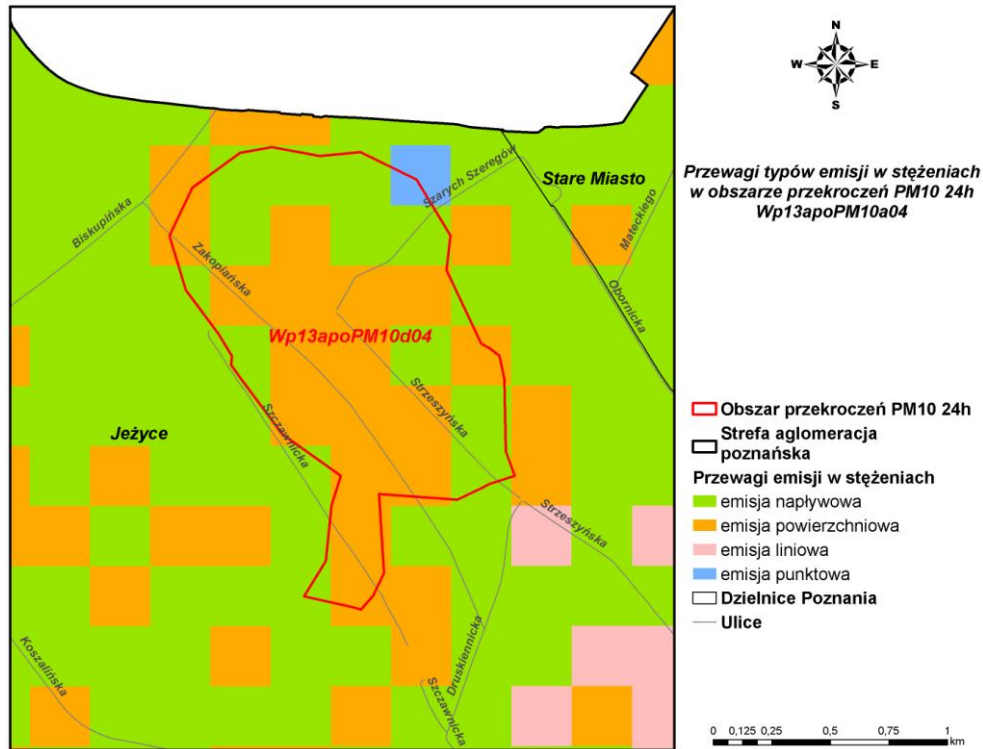 N
W E
S
Przewagi typów emisji w stężeniach
w obszarze przekroczeń PM10 24h
Wp13apoPM10a04
Stare Miasto
Szarych Szeregów
Mateckiego
Biskupińska
Zakopiańska
Obornicka
Wp13apoPM10d04
Strzeszyńska
Szczawnicka
Jeżyce
Strzeszyńska
Druskiennicka
Koszalińska
Szczawnicka
Obszar przekroczeń PM10 24h
Strefa aglomeracja
poznańska
Przewagi emisji w stężeniach
emisja napływowa
emisja powierzchniowa
emisja liniowa
emisja punktowa
Dzielnice Poznania
Ulice
0 0,125 0,25 0,5 0,75 1
km